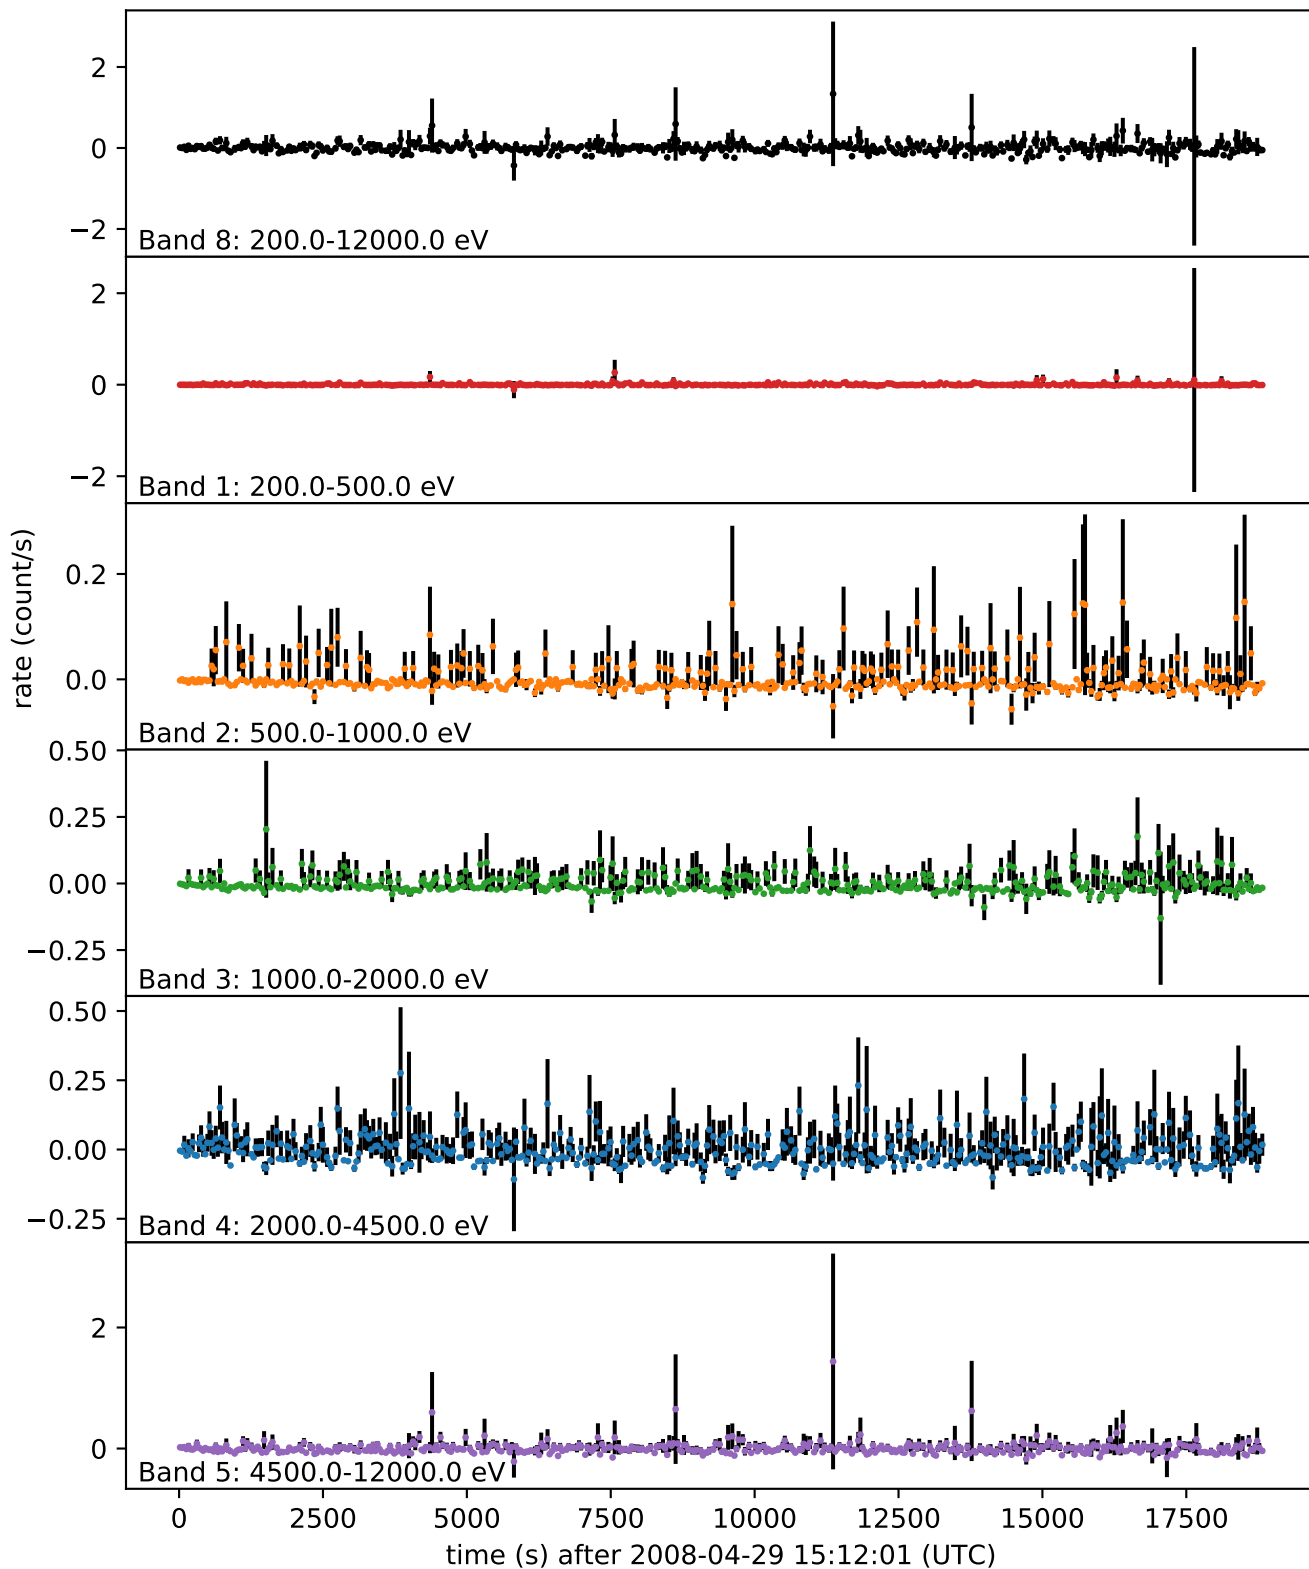 2
0
−2
Band 8: 200.0-12000.0 eV
2
0
−2
Band 1: 200.0-500.0 eV
rate (count/s)
0.2
0.0
Band 2: 500.0-1000.0 eV
0.50
0.25
0.00
−0.25
Band 3: 1000.0-2000.0 eV
0.50
0.25
0.00
−0.25
Band 4: 2000.0-4500.0 eV
2
0
Band 5: 4500.0-12000.0 eV
0 2500 5000 7500 10000 12500 15000 17500
time (s) after 2008-04-29 15:12:01 (UTC)